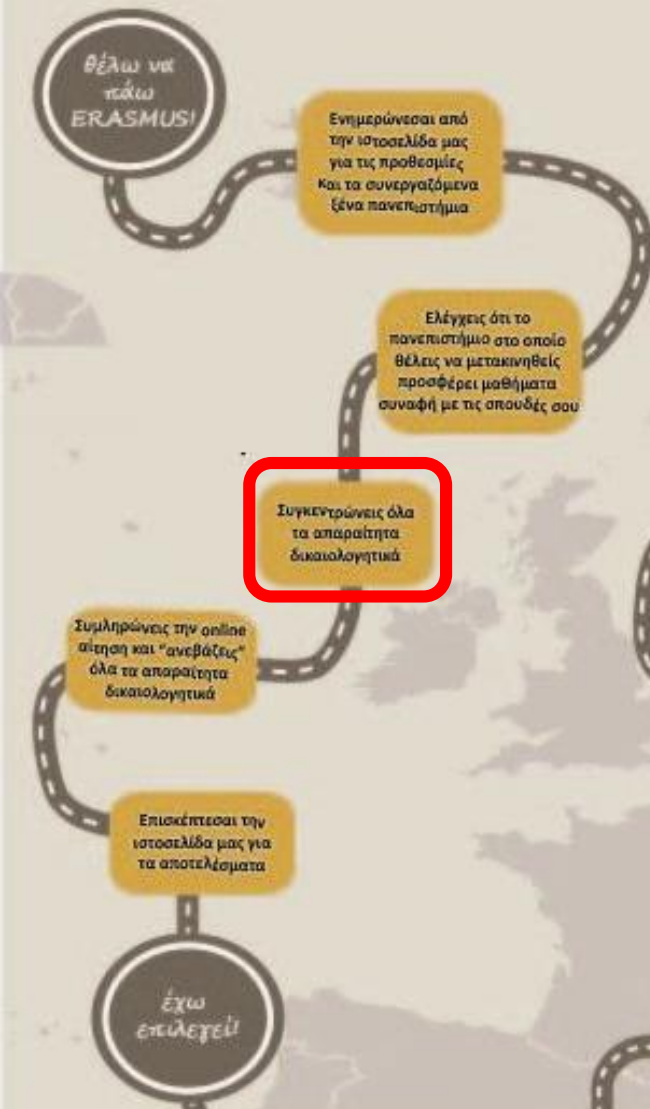 θέλω να
πάω
ERASMUS!
Ενημερώνεσαι από
την ιστοσελίδα μας
για τις προθεσμίες
και τα συνεργαζόμενα
ξένα πανεπιστήμια
Ελέγχεις ότι το
πανεπιστήμιο στο οποίο
θέλεις να μετακινηθείς
προσφέρει μαθήματα
συναφή με τις σπουδές σου
Συγκεντρώνεις όλα
τα απαραίτητα
δικαιολογητικά
Συμληρώνεις την online
αίτηση και "ανεβάζεις"
όλα τα απαραίτητα
δικαιολογητικά
Επισκέπτεσαι την
ιστοσελίδα μας για
τα αποτελέσματα
έχω
επιλεγεί!